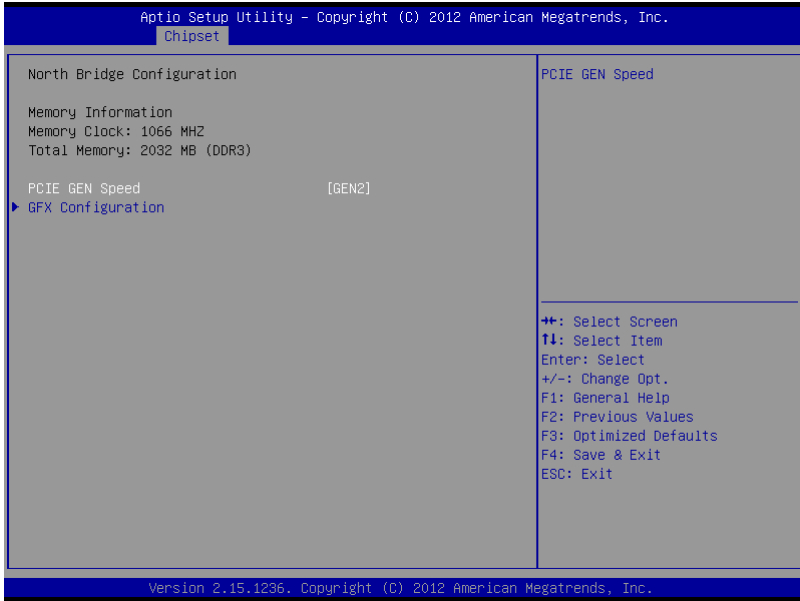 Aptio Setup Utility – Copyright (C) 2012 American Megatrends, Inc.
Chipset
North Bridge Configuration
Memory Information
Memory Clock: 1066 MHZ
Total Memory: 2032 MB (DDR3)
PCIE GEN Speed [GEN2]
GFX Configuration
PCIE GEN Speed
→←: Select Screen
↑↓: Select Item
Enter: Select
+/-: Change Opt.
F1: General Help
F2: Previous Values
F3: Optimized Defaults
F4: Save & Exit
ESC: Exit
Version 2.15.1236. Copyright (C) 2012 American Megatrends, Inc.